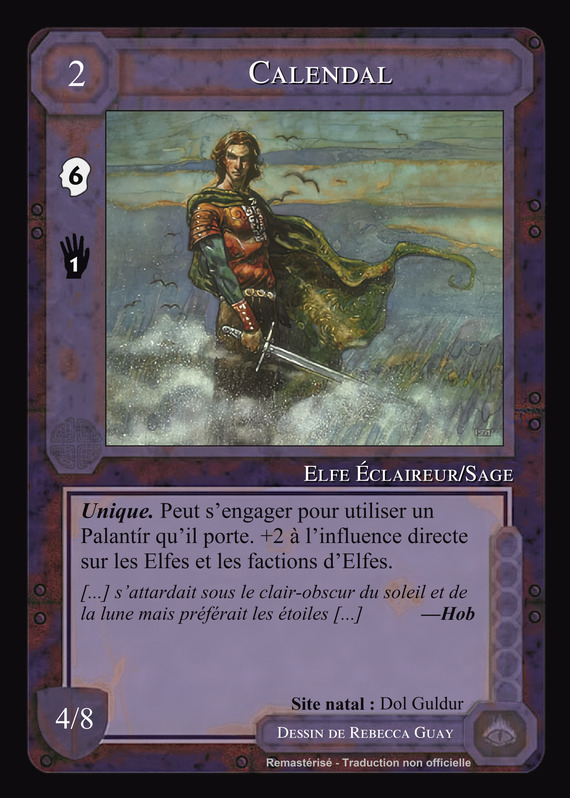 2
CALENDAL
6
1
ELFE ÉCLAIREUR/SAGE
Unique. Peut s'engager pour utiliser un
Palantír qu'il porte. +2 à l'influence directe
sur les Elfes et les factions d'Elfes.
[...] s'attardait sous le clair-obscur du soleil et de
la lune mais préférait les étoiles [...] —Hob
Site natal : Dol Guldur
4/8
DESSIN DE REBECCA GUAY
Remastérisé - Traduction non officielle